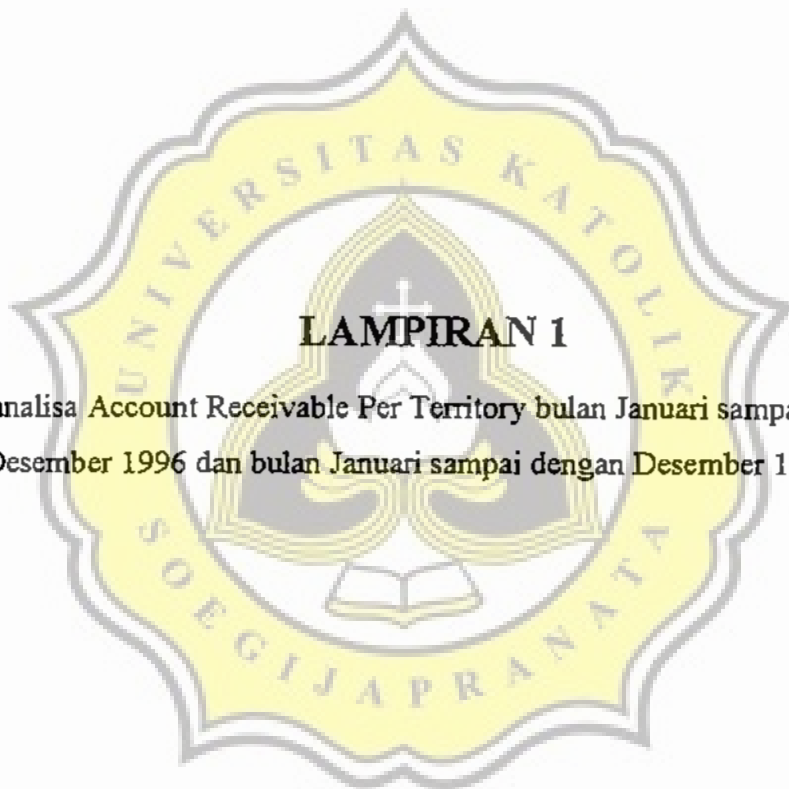 UNIVERSITAS KATOLIK
LAMPIRAN 1
analisa Account Receivable Per Territory bulan Januari sampa
Desember 1996 dan bulan Januari sampai dengan Desember 1
SOEGIJAPRANATA